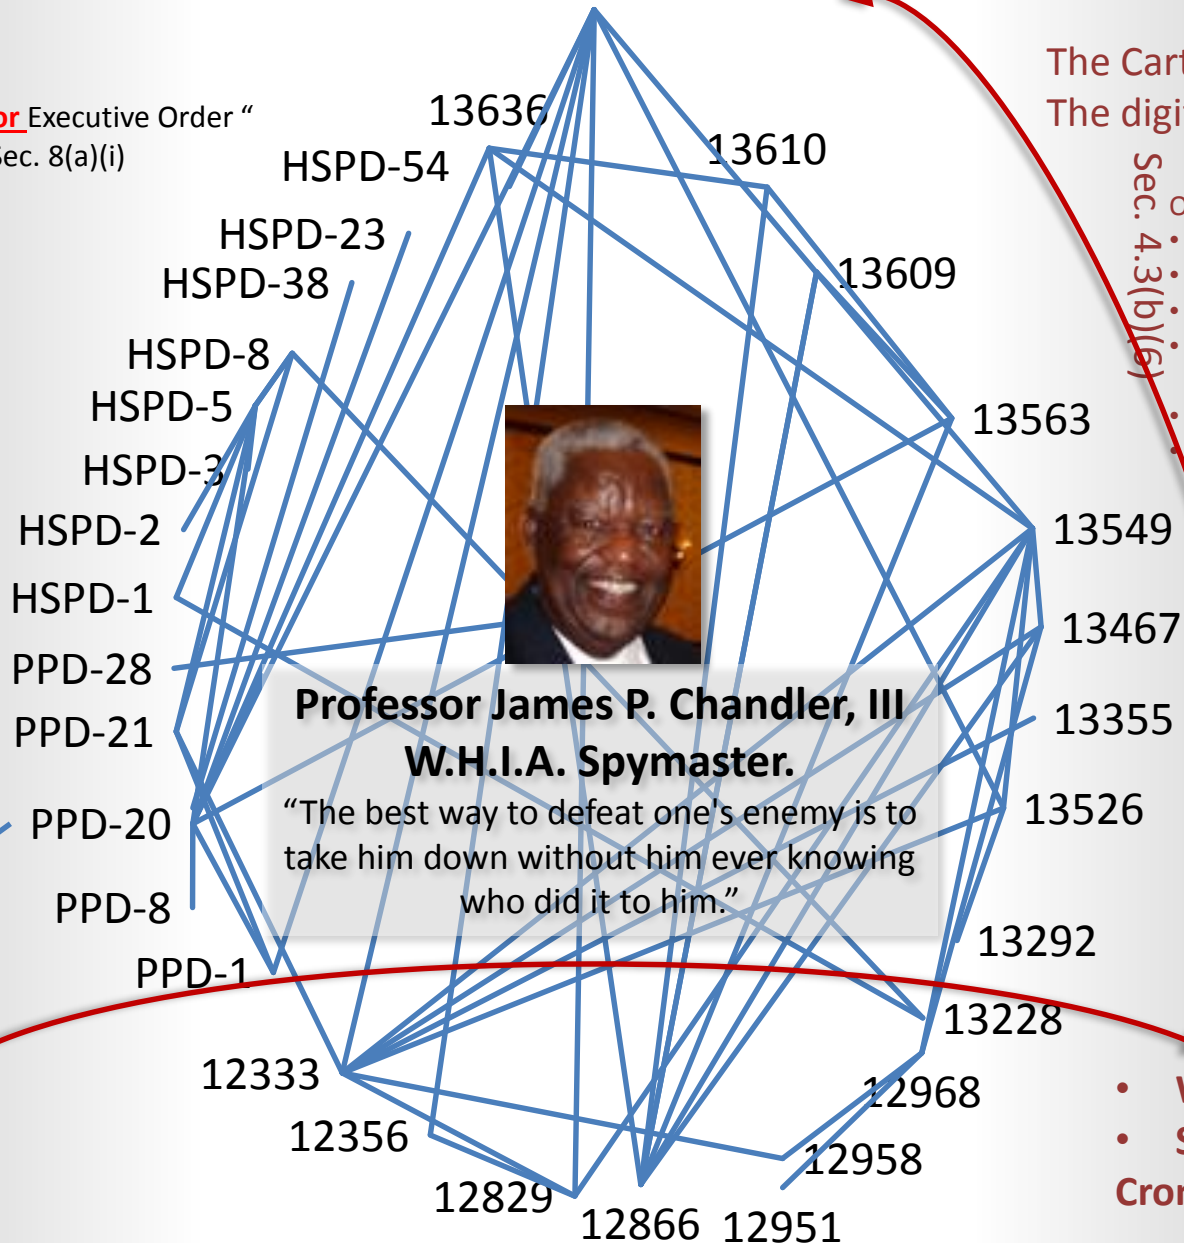 or Executive Order “
Sec. 8(a)(i)
The Cart
The digi
Sec. 4.3(b)(6)
O
13636
HSPD-54
HSPD-23
HSPD-38
HSPD-8
HSPD-5
HSPD-3
HSPD-2
HSPD-1
PPD-28
PPD-21
PPD-20
PPD-8
PPD-1
12333
12356
12829
12866
12951
12958
12968
13228
13292
13526
13355
13467
13549
13563
13609
13610
Professor James P. Chandler, III
W.H.I.A. Spymaster.
“The best way to defeat one's enemy is to
take him down without him ever knowing
who did it to him.”
Cron